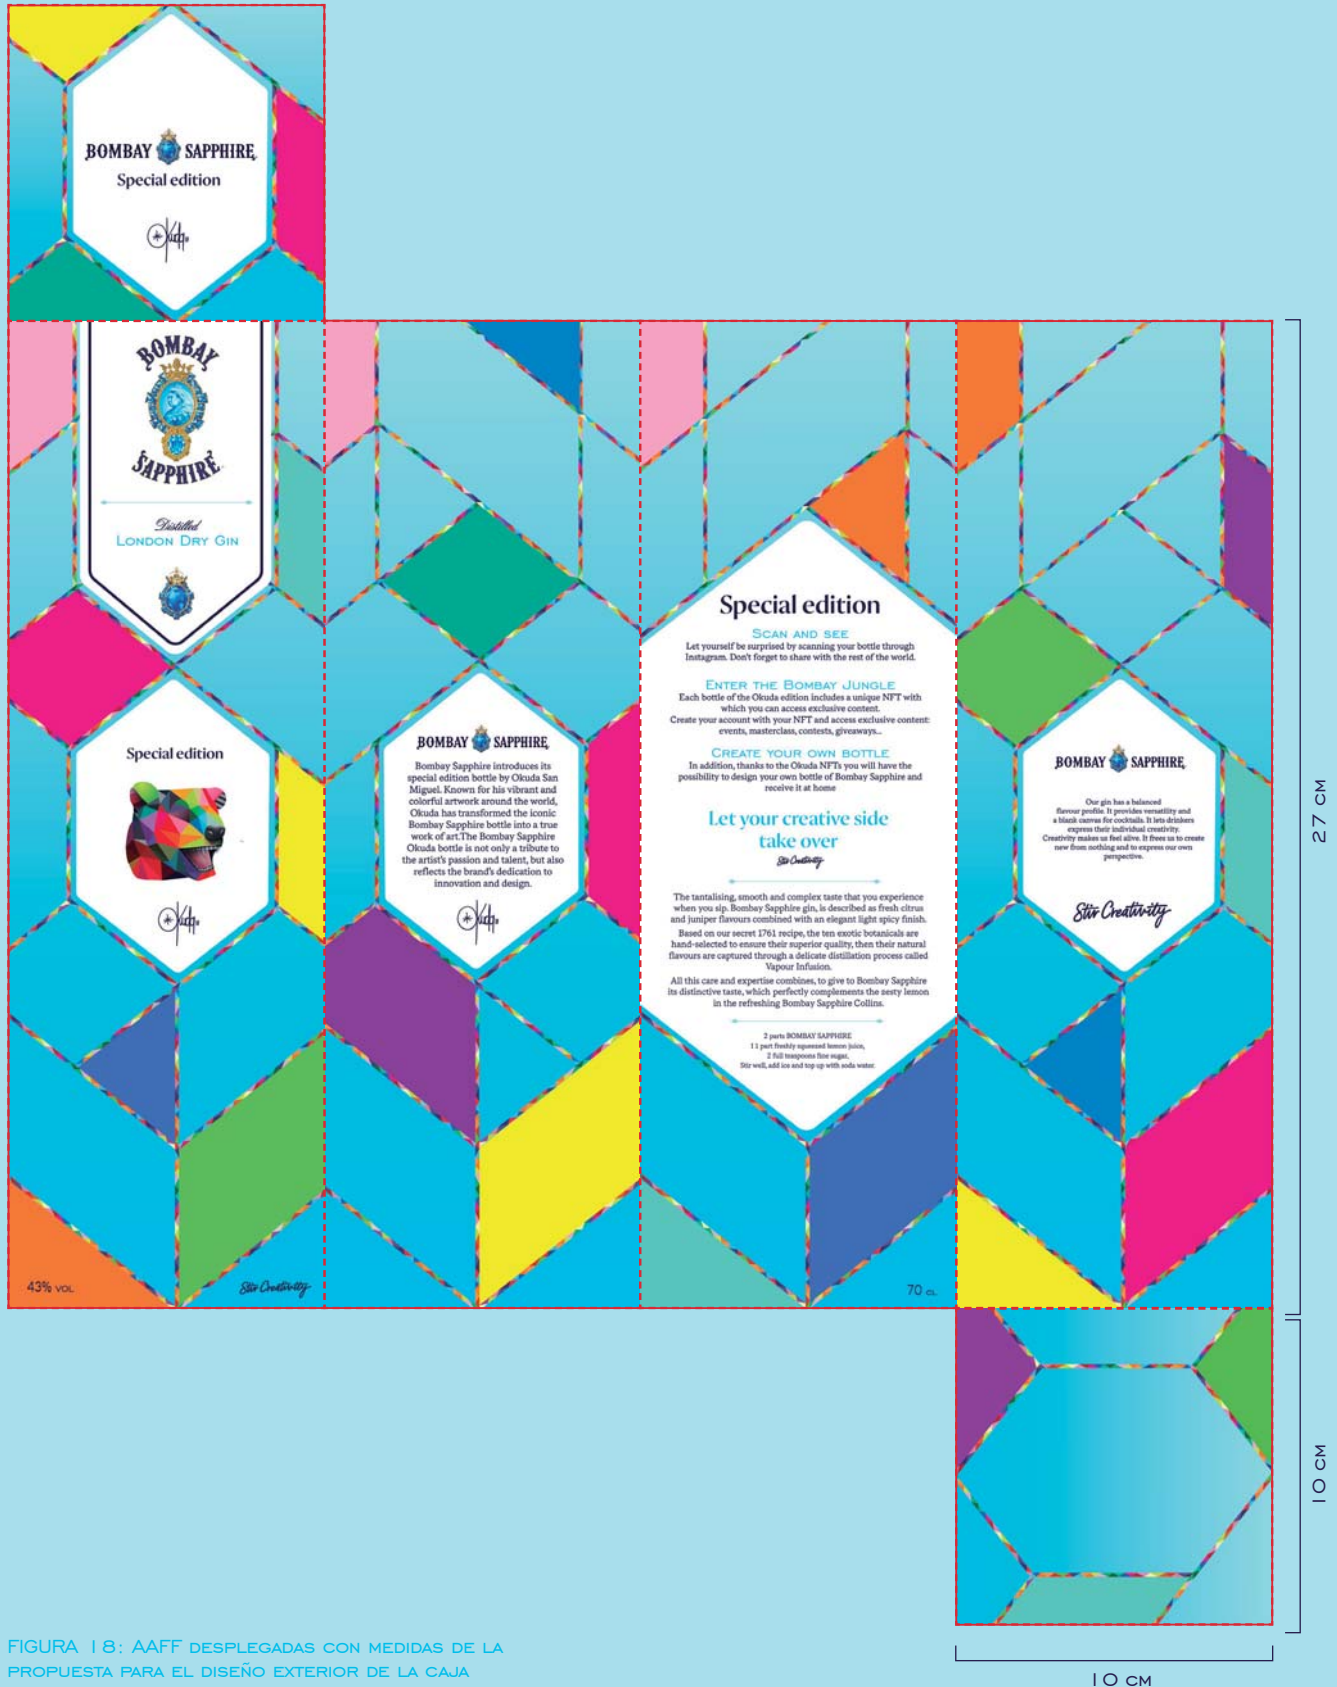 BOMBAY SAPPHIRE
Special edition
Okuda
BOMBAY
SAPPHIRE
Distilled
LONDON DRY GIN
Special edition
Okuda
43% VOL
Stir Creativity
BOMBAY SAPPHIRE
Bombay Sapphire introduces its
special edition bottle by Okuda San
Miguel. Known for his vibrant and
colorful artwork around the world,
Okuda has transformed the iconic
Bombay Sapphire bottle into a true
work of art.The Bombay Sapphire
Okuda bottle is not only a tribute to
the artist's passion and talent, but also
reflects the brand's dedication to
innovation and design.
Okuda
Special edition
SCAN AND SEE
Let yourself be surprised by scanning your bottle through
Instagram. Don't forget to share with the rest of the world.
ENTER THE BOMBAY JUNGLE
Each bottle of the Okuda edition includes a unique NFT with
which you can access exclusive content.
Create your account with your NFT and access exclusive content:
events, masterclass, contests, giveaways...
CREATE YOUR OWN BOTTLE
In addition, thanks to the Okuda NFTs you will have the
possibility to design your own bottle of Bombay Sapphire and
receive it at home
Let your creative side
take over
Stir Creativity
The tantalising, smooth and complex taste that you experience
when you sip. Bombay Sapphire gin, is described as fresh citrus
and juniper flavours combined with an elegant light spicy finish.
Based on our secret 1761 recipe, the ten exotic botanicals are
hand-selected to ensure their superior quality, then their natural
flavours are captured through a delicate distillation process called
Vapour Infusion.
All this care and expertise combines, to give to Bombay Sapphire
its distinctive taste, which perfectly complements the zesty lemon
in the refreshing Bombay Sapphire Collins.
2 parts BOMBAY SAPPHIRE
1 1 part freshly squeezed lemon juice,
2 full teaspoons fine sugar.
Stir well, add ice and top up with soda water.
70 CL
BOMBAY SAPPHIRE
Our gin has a balanced
flavour profile. It provides versatility and
a blank canvas for cocktails. It lets drinkers
express their individual creativity.
Creativity makes us feel alive. It frees us to create
new from nothing and to express our own
perspective.
Stir Creativity
27 CM
10 CM
10 CM
FIGURA 18: AAFF DESPLEGADAS CON MEDIDAS DE LA
PROPUESTA PARA EL DISEÑO EXTERIOR DE LA CAJA